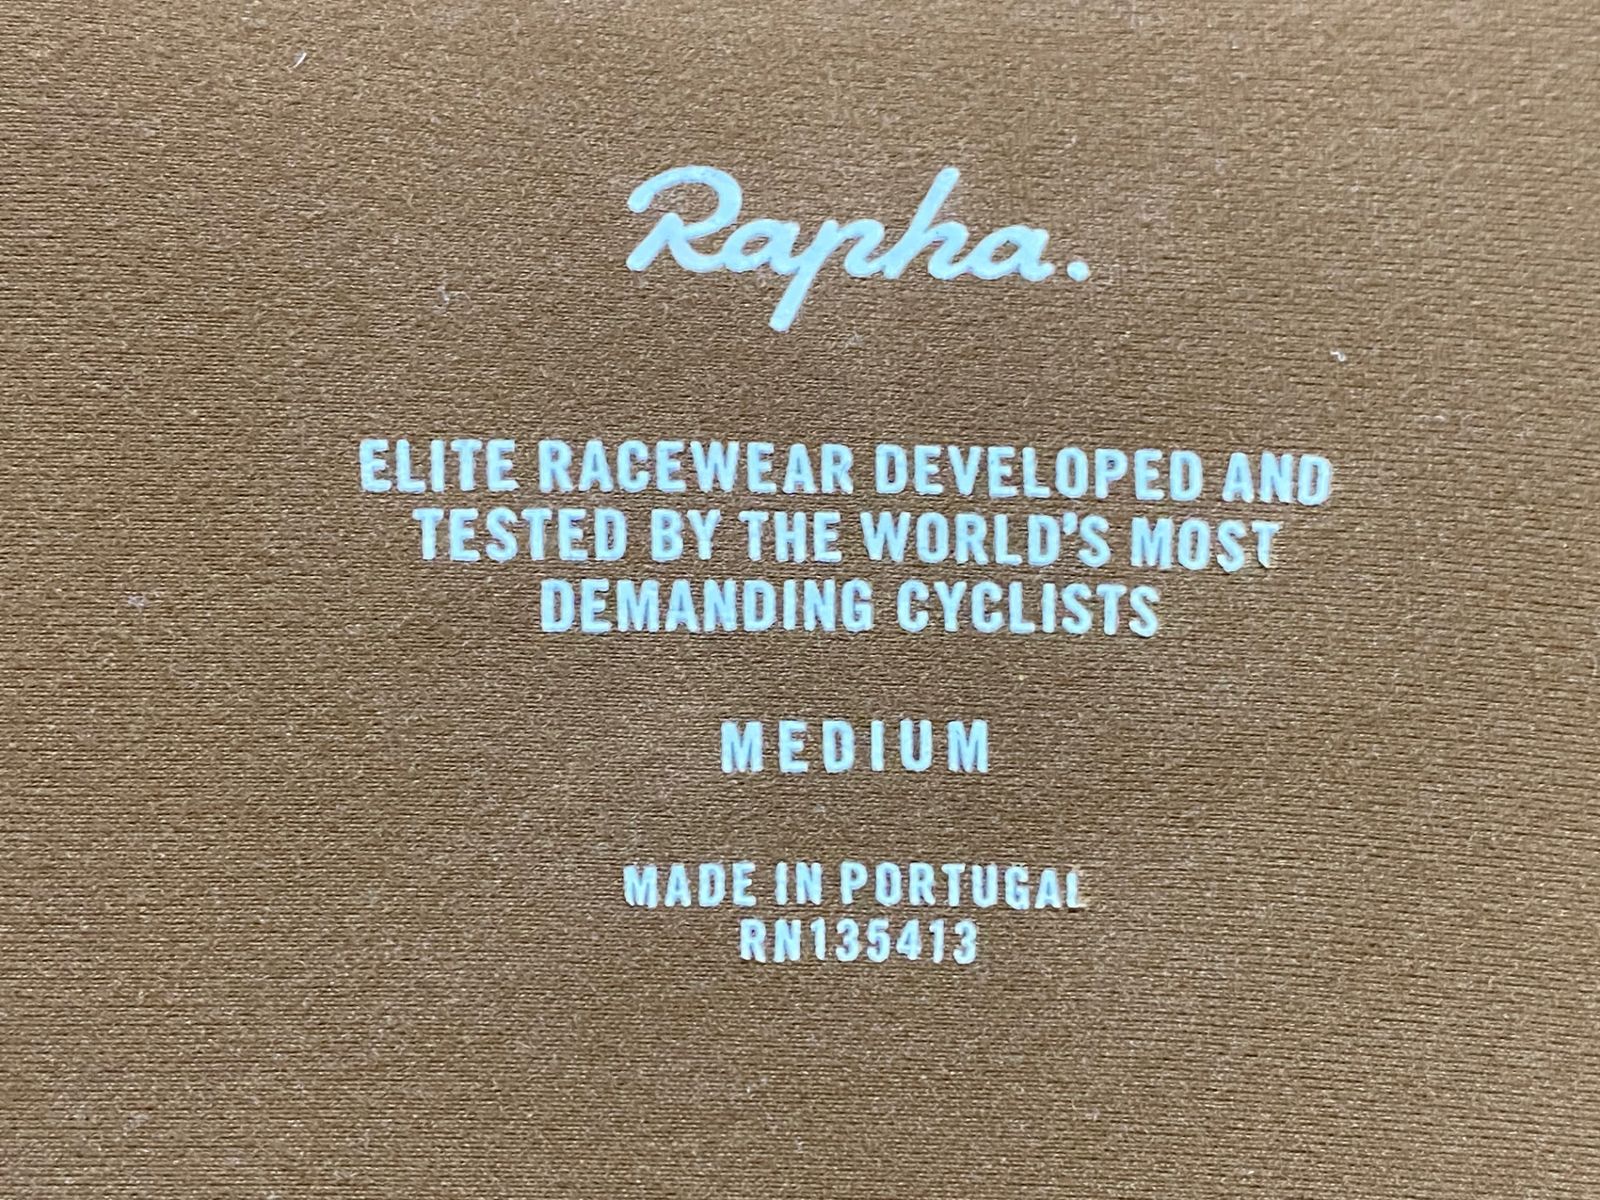 Rapha.
ELITE RACEWEAR DEVELOPED AND
TESTED BY THE WORLD'S MOST
DEMANDING CYCLISTS
MEDIUM
MADE IN PORTUGAL
RN135413